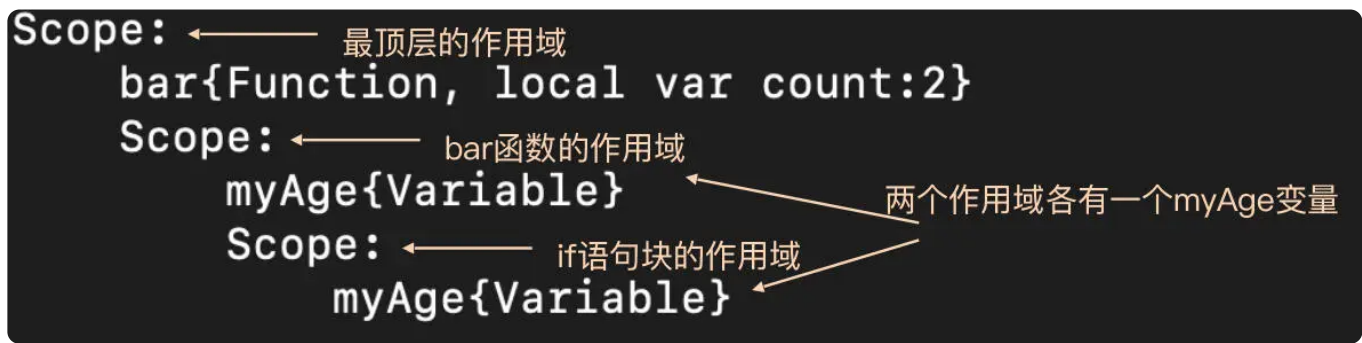 Scope:
最顶层的作用域
bar{Function, local var count:2}
Scope:
bar函数的作用域
myAge{Variable}
两个作用域各有一个myAge变量
Scope:
if语句块的作用域
myAge{Variable}